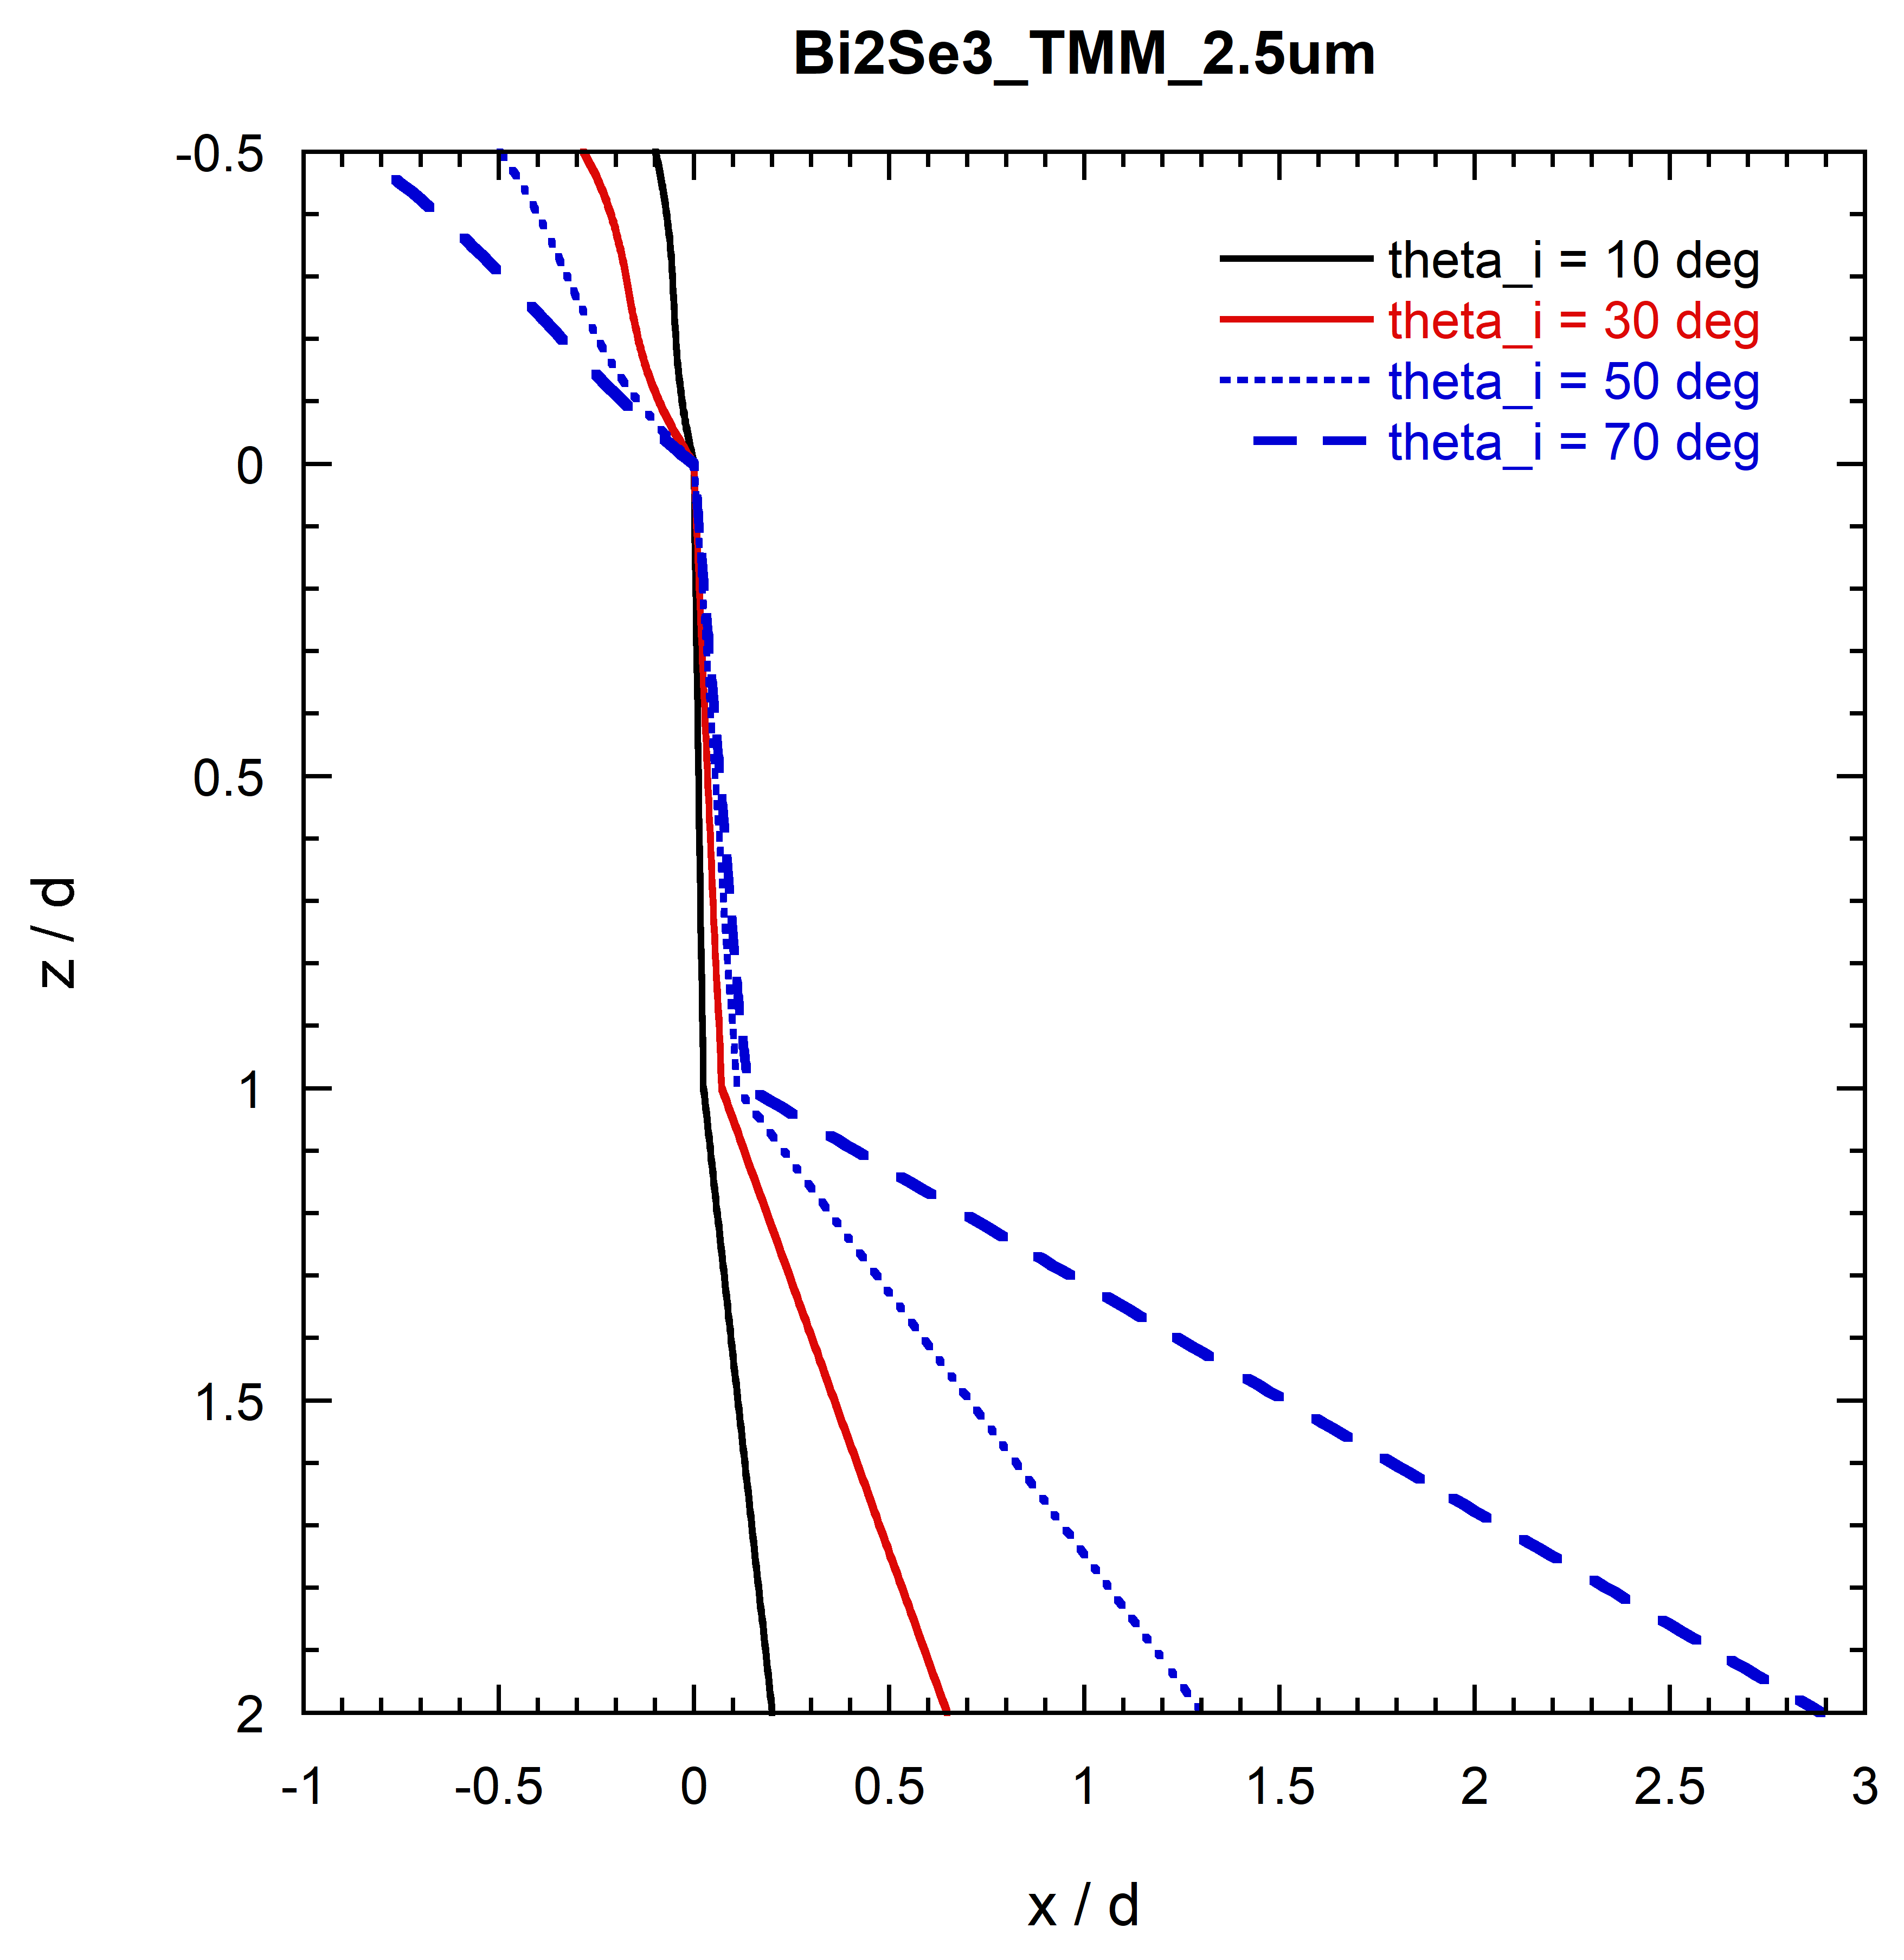 Bi2Se3_TMM_2.5um
-0.5
theta_i = 10 deg
theta_i = 30 deg
theta_i = 50 deg
theta_i = 70 deg
0
0.5
z / d
1
1.5
2
-1 -0.5 0 0.5 1 1.5 2 2.5 3
x / d